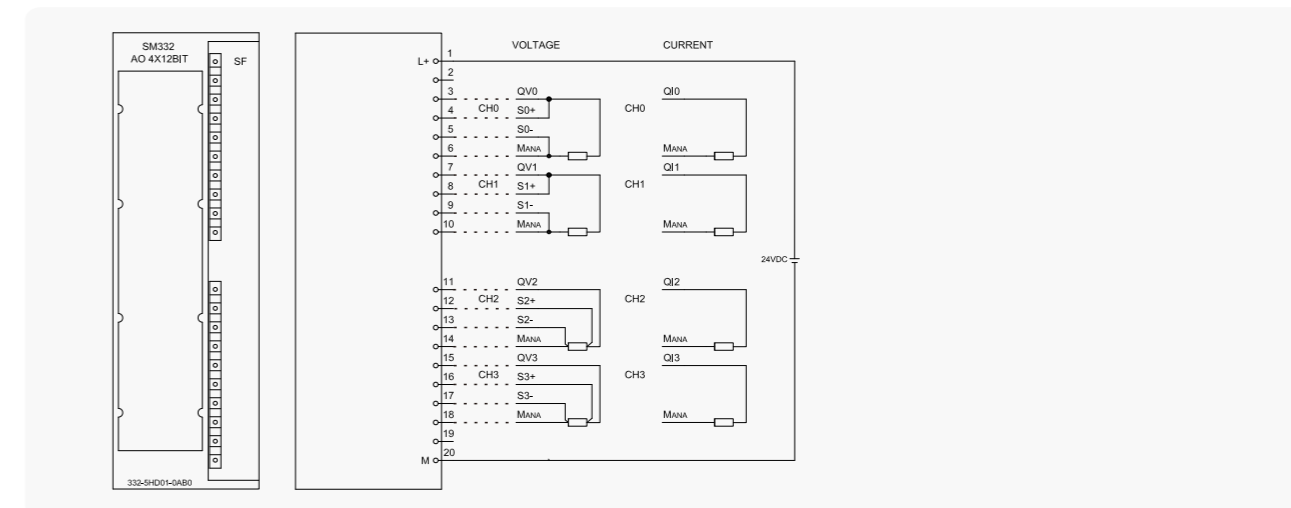 SM332
AO 4X12BIT
SF
332-5HD01-0AB0
VOLTAGE CURRENT
L+ 1
2
3 QV0 QI0
CH0 CH0
4 S0+
5 S0-
6 MANA MANA
7 QV1 QI1
CH1 CH1
8 S1+
9 S1-
10 MANA MANA
24VDC
11 QV2 QI2
12 CH2 S2+ CH2
13 S2-
14 MANA MANA
15 QV3 QI3
16 CH3 S3+ CH3
17 S3-
18 MANA MANA
19
M 20